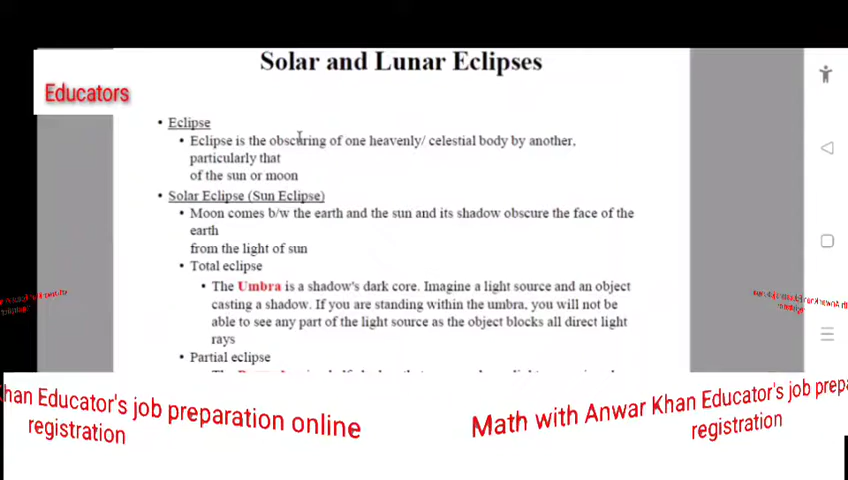 Solar and Lunar Eclipses
Educators
• Eclipse
• Eclipse is the obscuring of one heavenly/ celestial body by another,
particularly that
of the sun or moon
• Solar Eclipse (Sun Eclipse)
• Moon comes b/w the earth and the sun and its shadow obscure the face of the
earth
from the light of sun
• Total eclipse
• The Umbra is a shadow's dark core. Imagine a light source and an object
casting a shadow. If you are standing within the umbra, you will not be
able to see any part of the light source as the object blocks all direct light
rays
• Partial eclipse
Khan Educator's job preparation online
registration
Math with Anwar Khan Educator's job prepa
registration